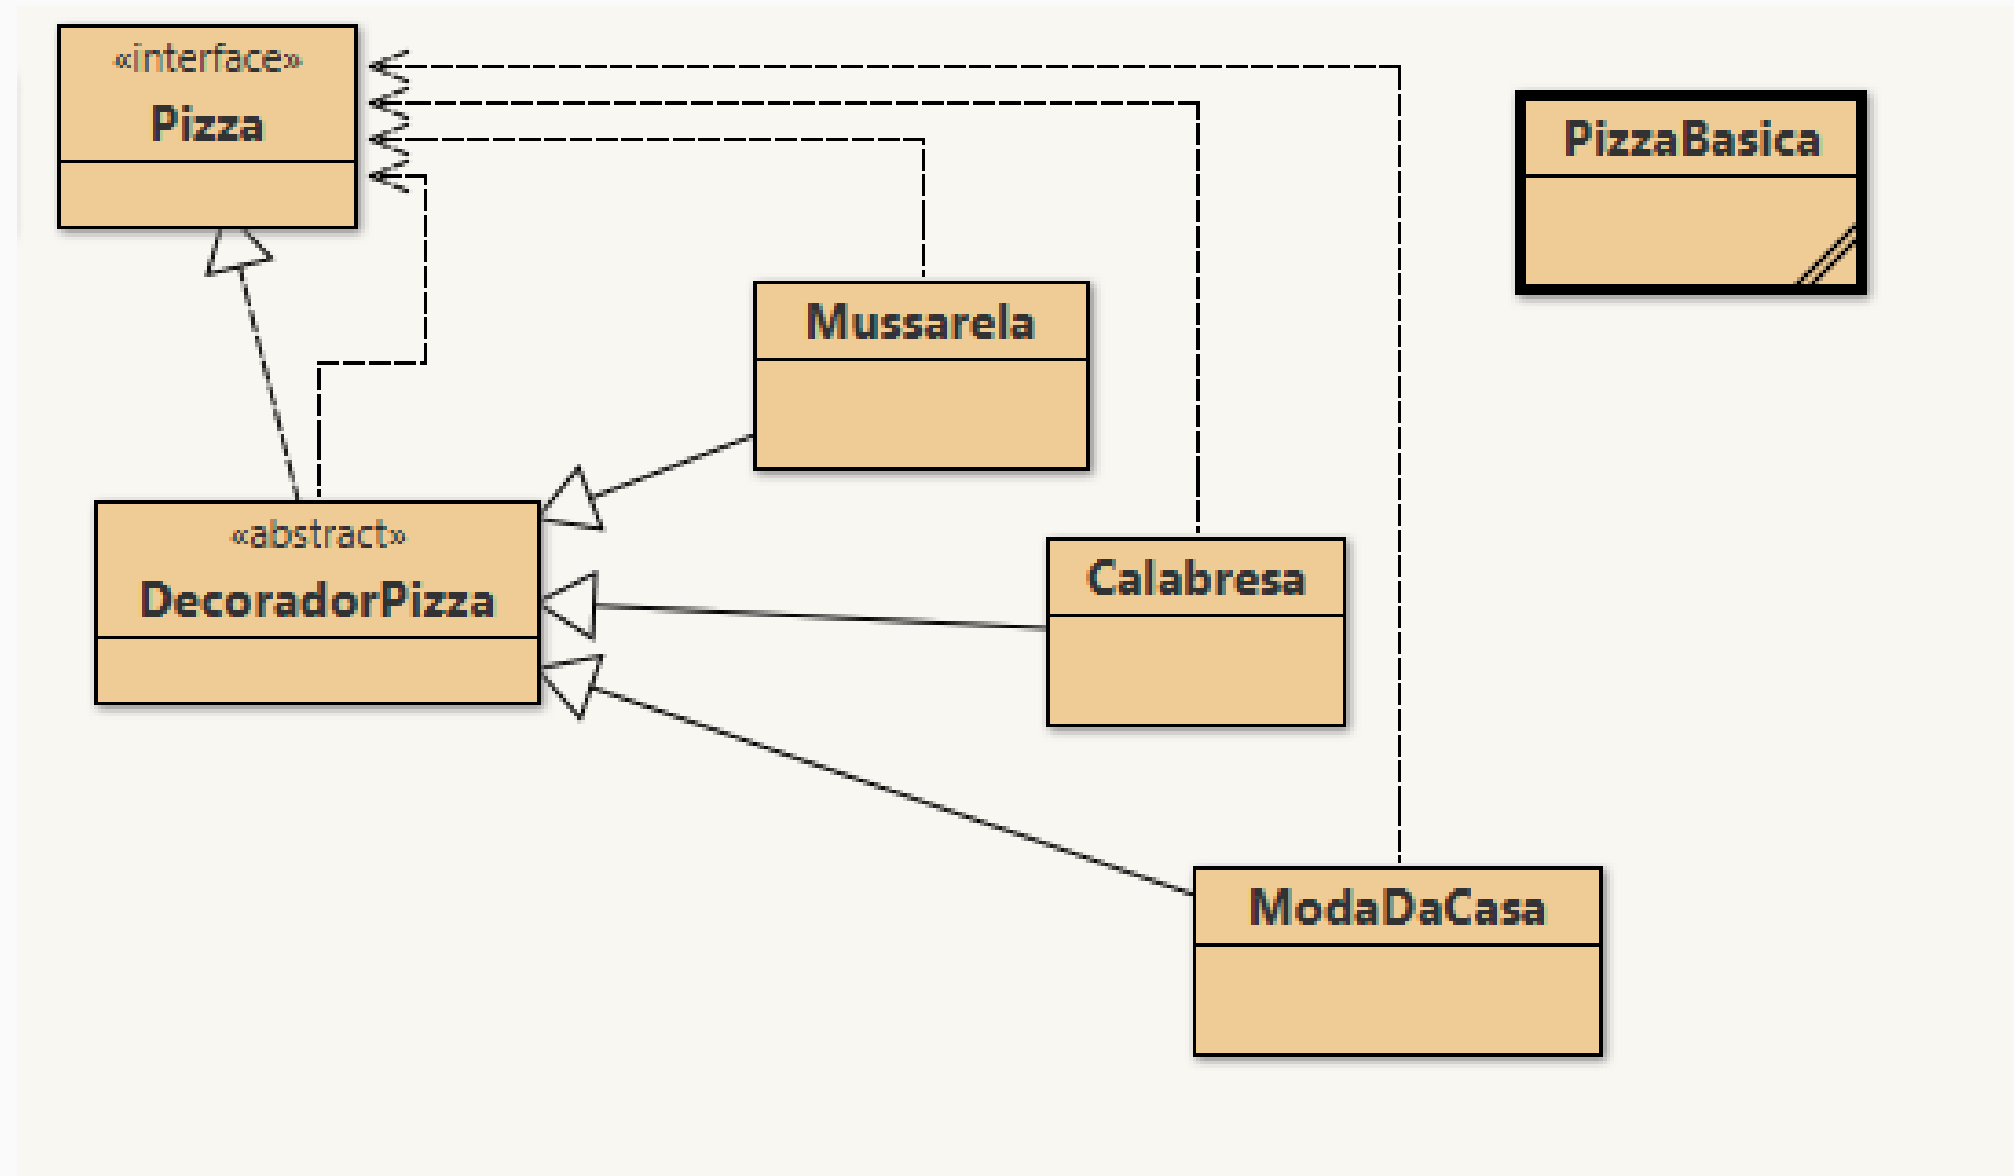 «interface»
Pizza
PizzaBasica
Mussarela
«abstract»
DecoradorPizza
Calabresa
ModaDaCasa